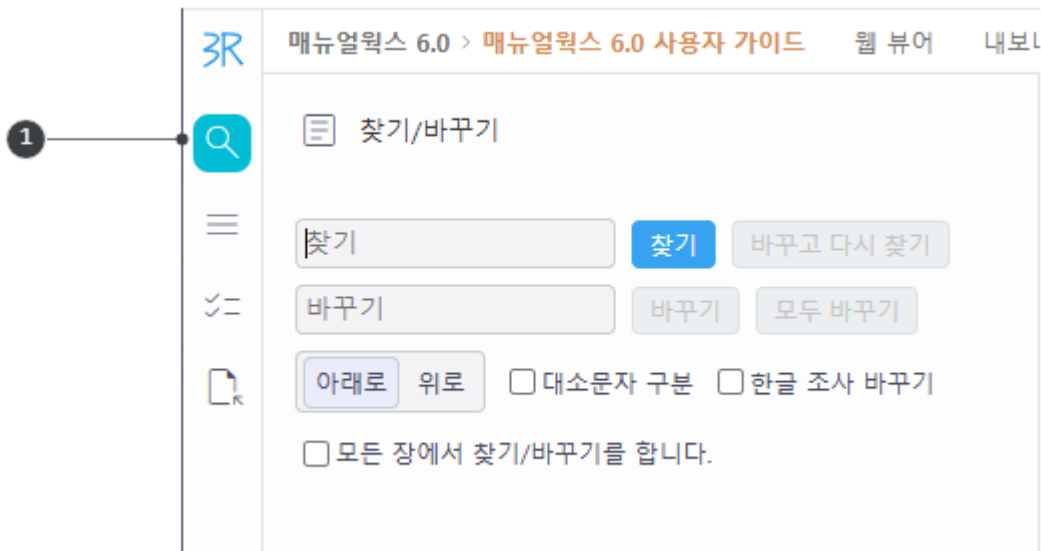 3R 매뉴얼웍스 6.0 > 매뉴얼웍스 6.0 사용자 가이드 웹 뷰어
1
찾기/바꾸기
찾기 찾기 바꾸고 다시 찾기
바꾸기 바꾸기 모두 바꾸기
아래로 위로 대소문자 구분 한글 조사 바꾸기
모든 장에서 찾기/바꾸기를 합니다.